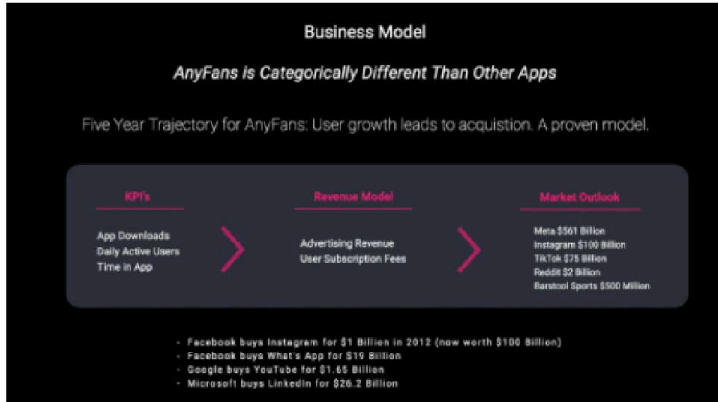 Business Model
AnyFans is Categorically Different Than Other Apps
Five Year Trajectory for AnyFans: User growth leads to acquistion. A proven model.
KPI's
App Downloads
Daily Active Users
Time in App
Revenue Model
Advertising Revenue
User Subscription Fees
Market Outlook
Meta $561 Billion
Instagram $100 Billion
TikTok $75 Billion
Reddit $2 Billion
Barstool Sports $500 Million
- Facebook buys Instagram for $1 Billion in 2012 (now worth $100 Billion)
- Facebook buys What's App for $19 Billion
- Google buys YouTube for $1.65 Billion
- Microsoft buys LinkedIn for $26.2 Billion